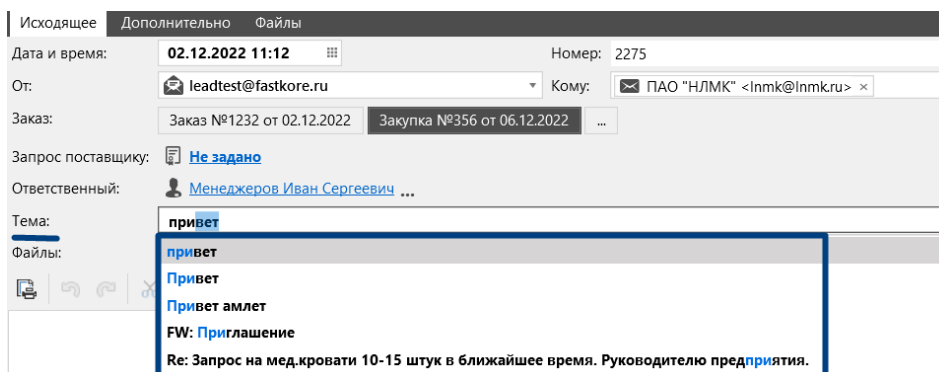 Исходящее Дополнительно Файлы
Дата и время: 02.12.2022 11:12 Номер: 2275
От: leadtest@fastkore.ru Кому: ПАО "НЛМК" <lnmk@lnmk.ru> ×
Заказ: Заказ №1232 от 02.12.2022 Закупка №356 от 06.12.2022 ...
Запрос поставщику: Не задано
Ответственный: Менеджеров Иван Сергеевич ...
Тема: привет
Файлы: привет
Привет
Привет амлет
FW: Приглашение
Re: Запрос на мед.кровати 10-15 штук в ближайшее время. Руководителю предприятия.